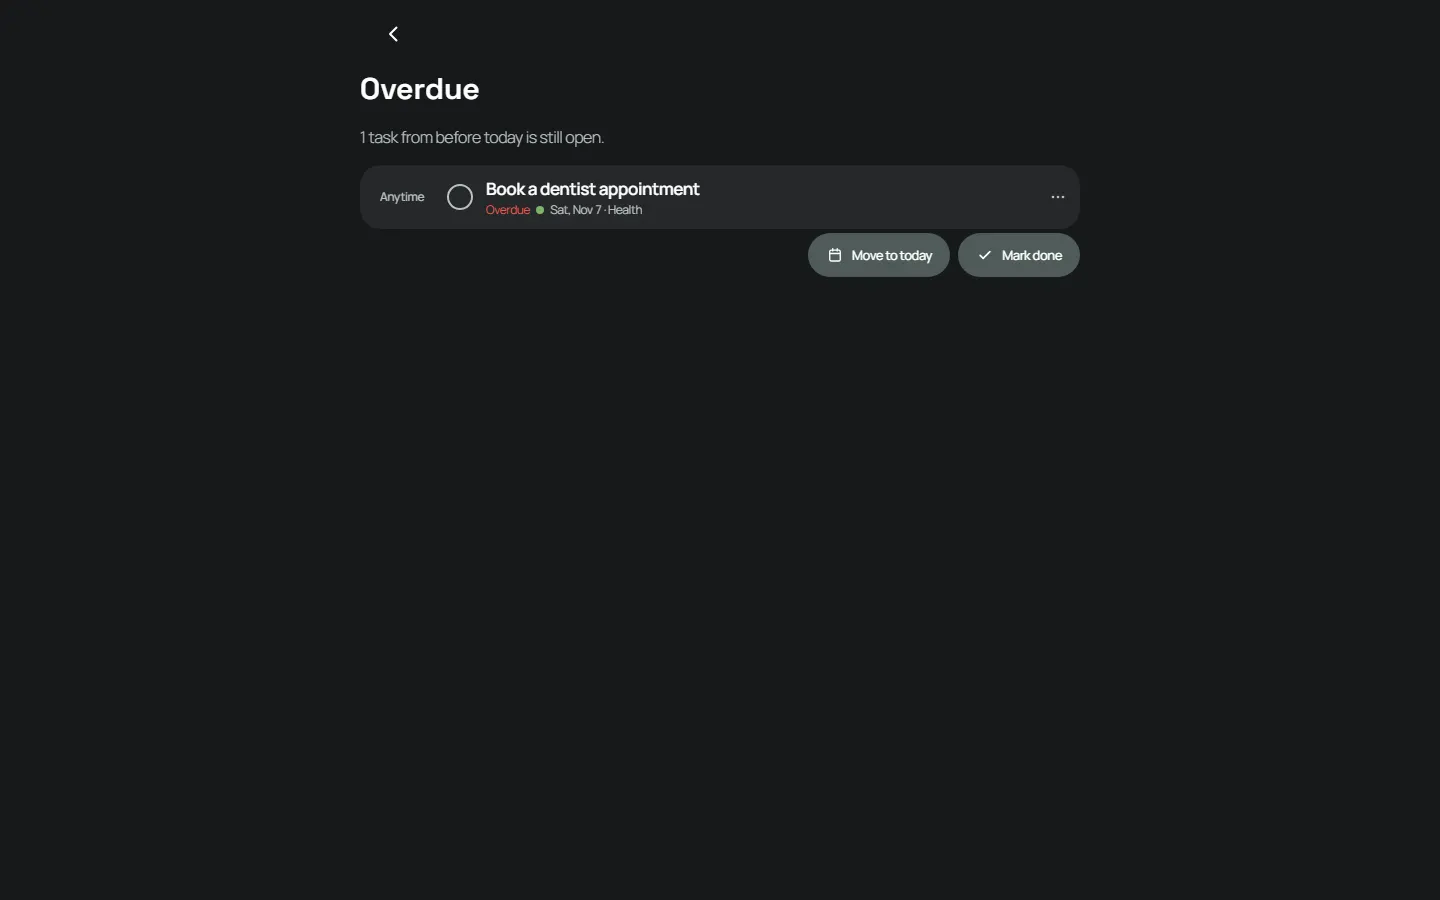 Overdue
1 task from before today is still open.
Anytime
Book a dentist appointment
Overdue Sat, Nov 7 · Health
Move to today
Mark done